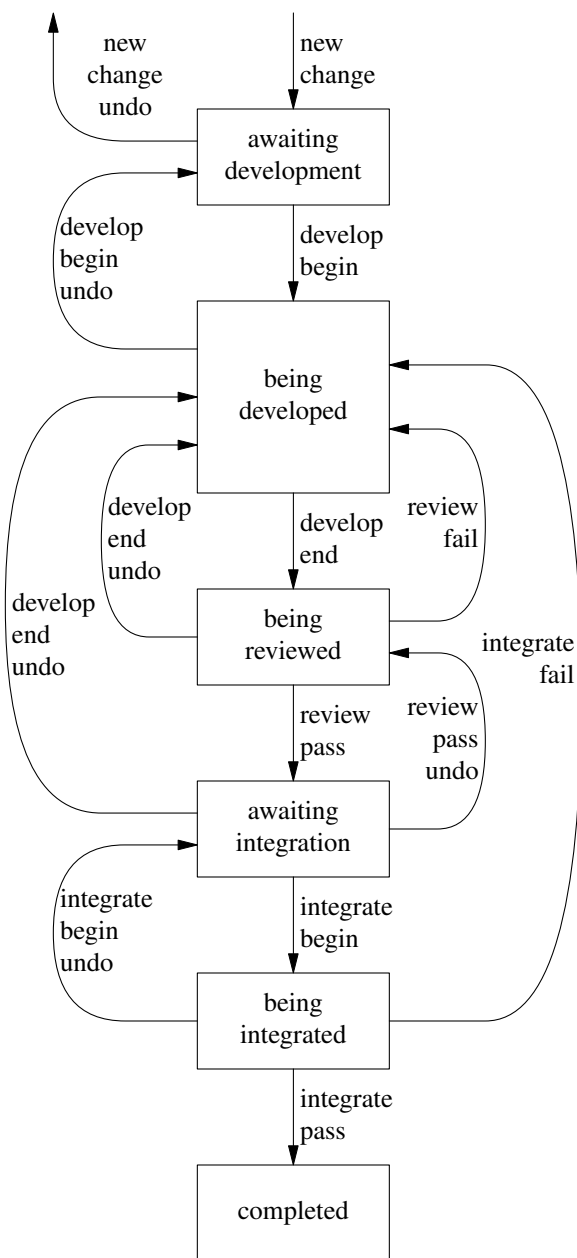 new
change
undo
new
change
awaiting
development
develop
begin
undo
develop
begin
being
developed
develop
end
undo
develop
end
review
fail
develop
end
undo
being
reviewed
integrate
fail
review
pass
review
pass
undo
awaiting
integration
integrate
begin
undo
integrate
begin
being
integrated
integrate
pass
completed